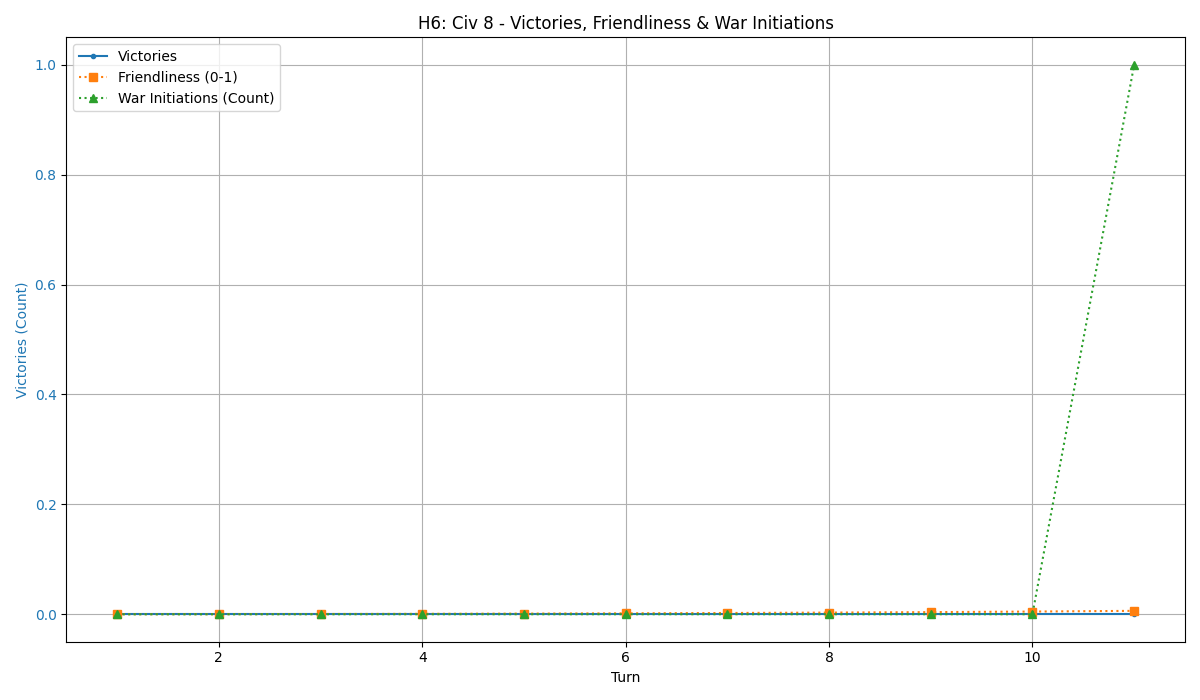 H6: Civ 8 - Victories, Friendliness & War Initiations
Victories
Friendliness (0-1)
War Initiations (Count)
Victories (Count)
1.0
0.8
0.6
0.4
0.2
0.0
2 4 6 8 10
Turn